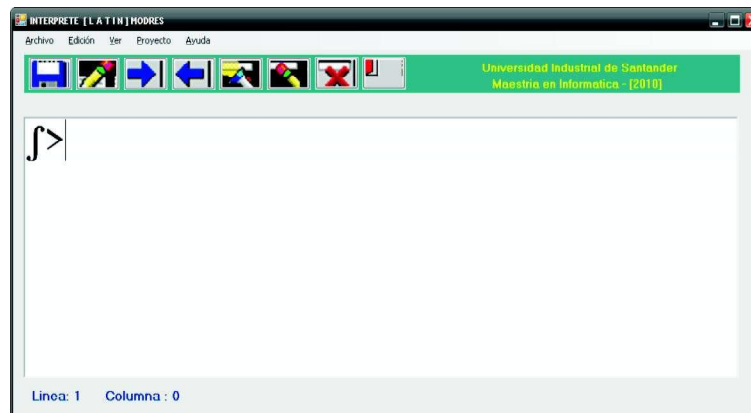 INTERPRETE [ L A T I N ] MODRES
Archivo Edición Ver Proyecto Ayuda
Universidad Industrial de Santander
Maestria en Informatica - [2010]
∫>
Linea: 1 Columna : 0